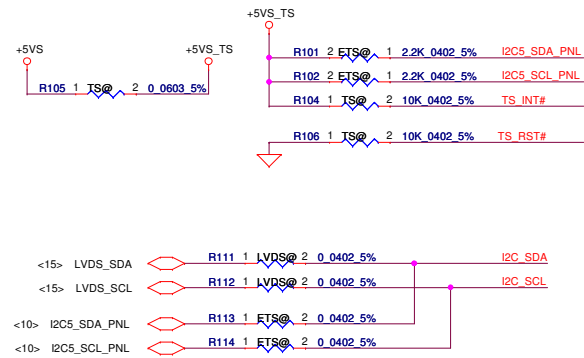 +5VS_TS
+5VS +5VS_TS
R101 2 ETS@ 1 2.2K_0402_5% I2C5_SDA_PNL
R102 2 ETS@ 1 2.2K_0402_5% I2C5_SCL_PNL
R105 1 TS@ 2 0_0603_5%
R104 1 TS@ 2 10K_0402_5% TS_INT#
R106 1 TS@ 2 10K_0402_5% TS_RST#
<15> LVDS_SDA R111 1 LVDS@ 2 0_0402_5% I2C_SDA
<15> LVDS_SCL R112 1 LVDS@ 2 0_0402_5% I2C_SCL
<10> I2C5_SDA_PNL R113 1 ETS@ 2 0_0402_5%
<10> I2C5_SCL_PNL R114 1 ETS@ 2 0_0402_5%